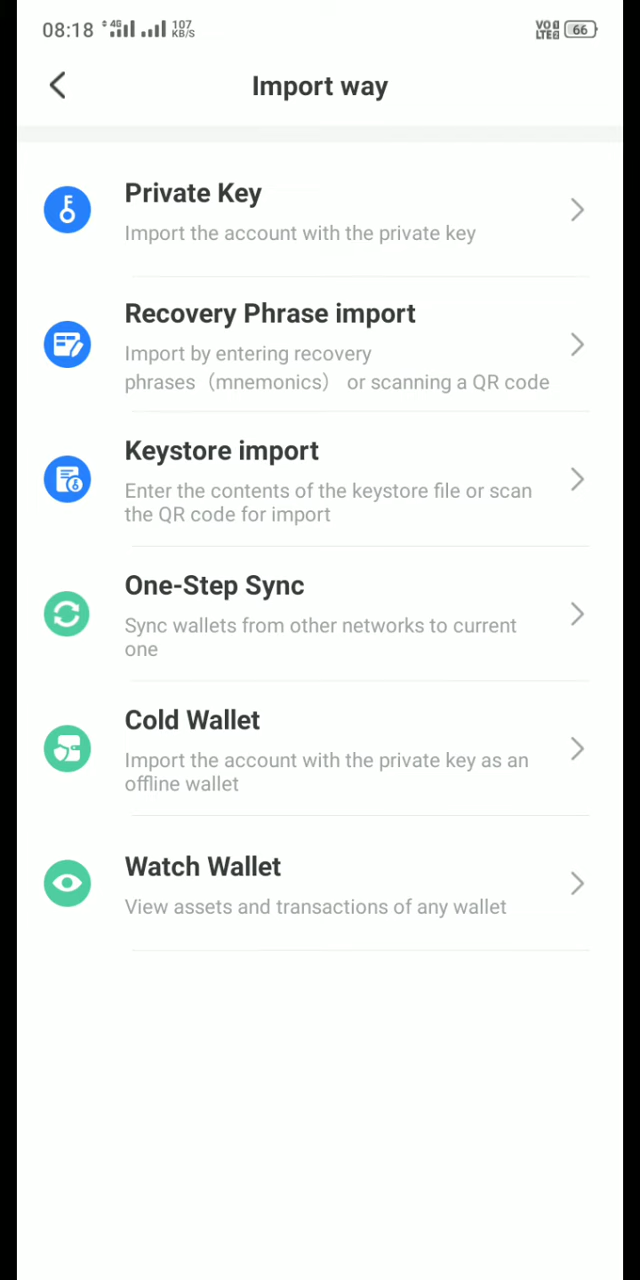 08:18 4G 107 KB/S VO LTE 66
Import way
Private Key
Import the account with the private key
Recovery Phrase import
Import by entering recovery
phrases（mnemonics） or scanning a QR code
Keystore import
Enter the contents of the keystore file or scan
the QR code for import
One-Step Sync
Sync wallets from other networks to current
one
Cold Wallet
Import the account with the private key as an
offline wallet
Watch Wallet
View assets and transactions of any wallet